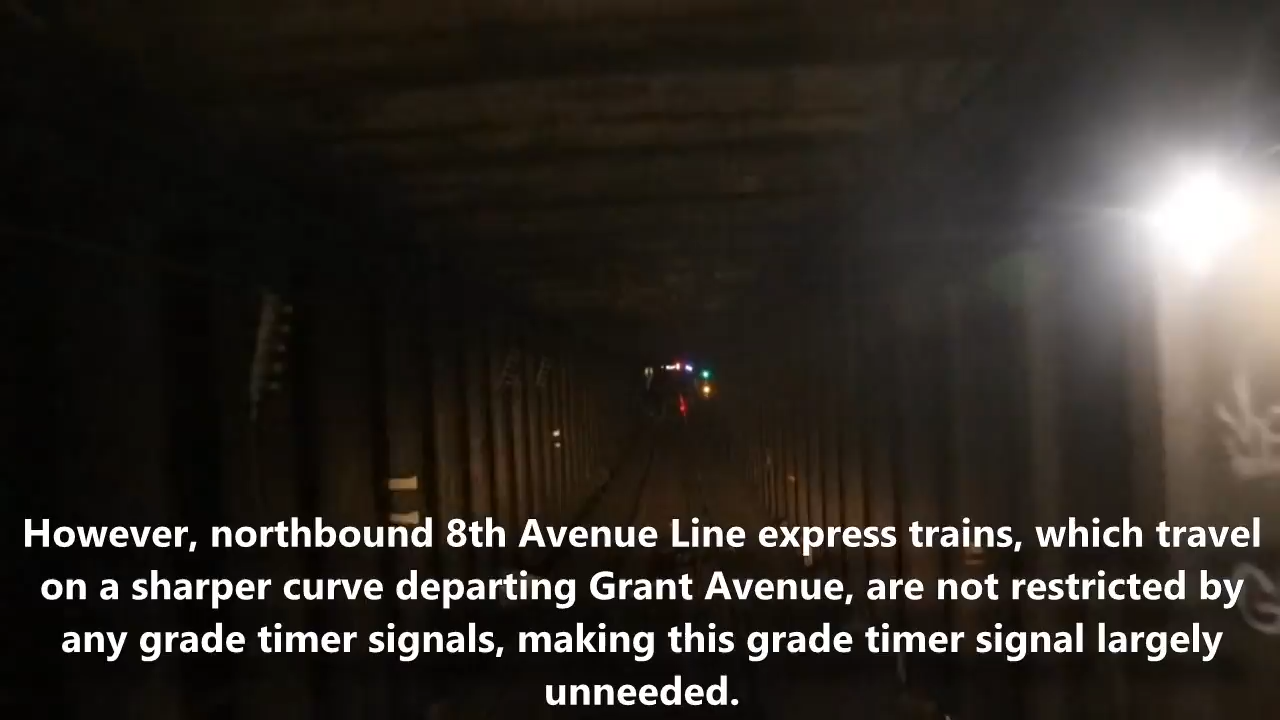 However, northbound 8th Avenue Line express trains, which travel
on a sharper curve departing Grant Avenue, are not restricted by
any grade timer signals, making this grade timer signal largely
unneeded.